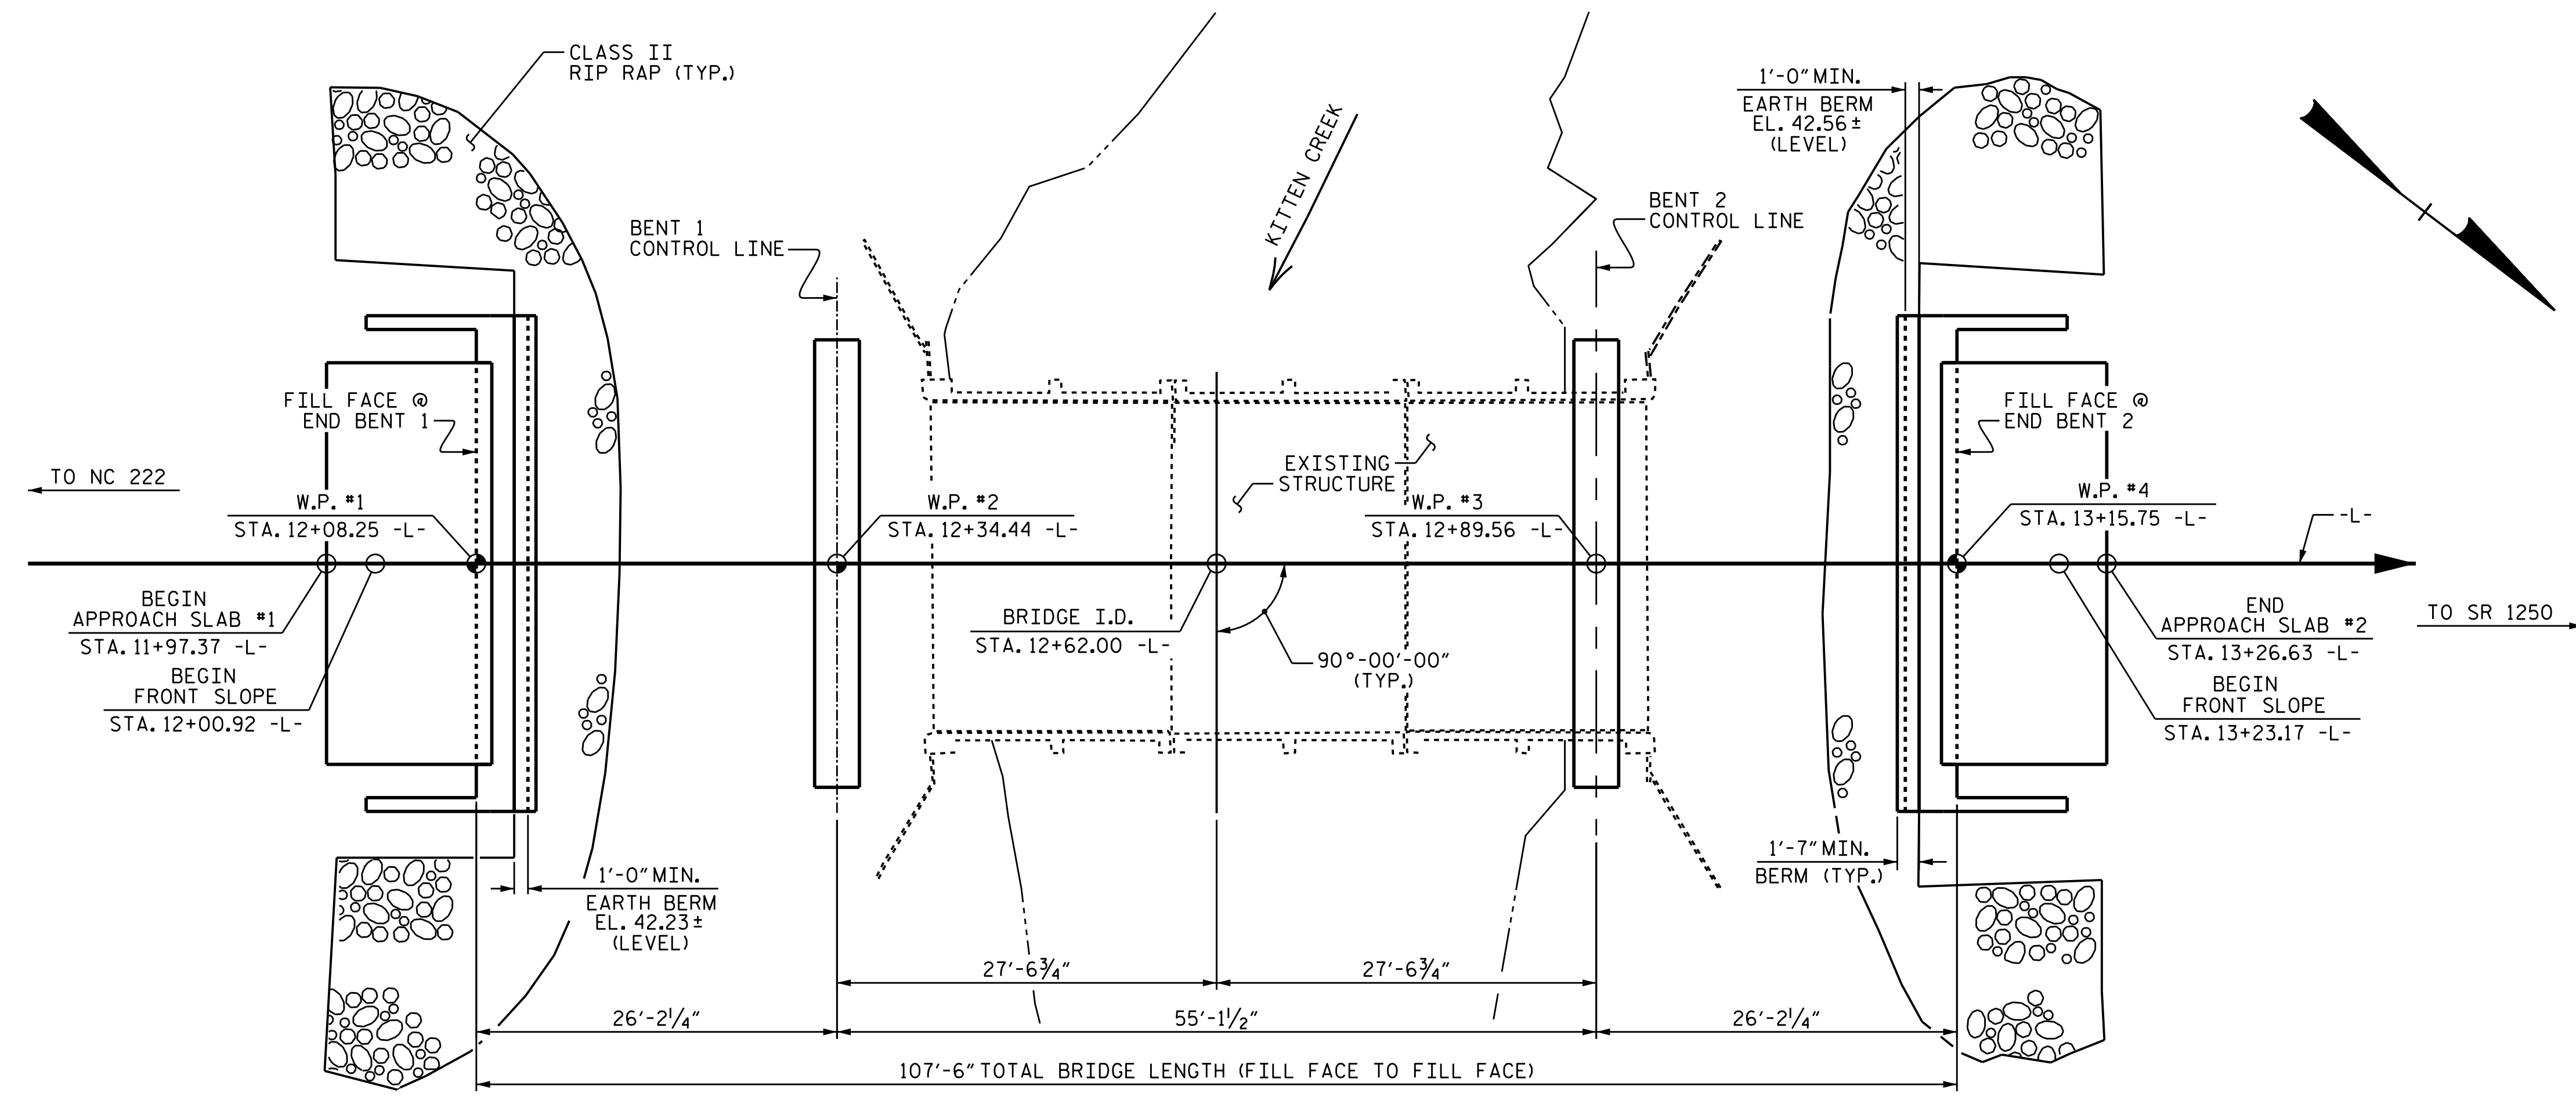 CLASS II
RIP RAP (TYP.)
1'-0" MIN.
EARTH BERM
EL. 42.56±
(LEVEL)
KITTEN CREEK
BENT 1
CONTROL LINE
BENT 2
CONTROL LINE
FILL FACE @
END BENT 1
FILL FACE @
END BENT 2
TO NC 222
EXISTING
STRUCTURE
W.P. #1
STA. 12+08.25 -L-
W.P. #2
STA. 12+34.44 -L-
W.P. #3
STA. 12+89.56 -L-
W.P. #4
STA. 13+15.75 -L-
-L-
BEGIN
APPROACH SLAB #1
STA. 11+97.37 -L-
BEGIN
FRONT SLOPE
STA. 12+00.92 -L-
BRIDGE I.D.
STA. 12+62.00 -L-
90°-00'-00"
(TYP.)
END
APPROACH SLAB #2
STA. 13+26.63 -L-
TO SR 1250
BEGIN
FRONT SLOPE
STA. 13+23.17 -L-
1'-0" MIN.
EARTH BERM
EL. 42.23±
(LEVEL)
1'-7" MIN.
BERM (TYP.)
27'-6¾"
27'-6¾"
26'-2¼"
55'-1½"
26'-2¼"
107'-6" TOTAL BRIDGE LENGTH (FILL FACE TO FILL FACE)